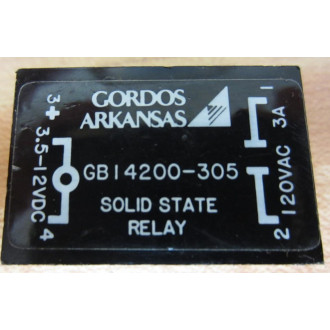 GORDOS
ARKANSAS
GB14200-305
SOLID STATE
RELAY
3+ 3.5-12VDC 4
1
120VAC 3A
2